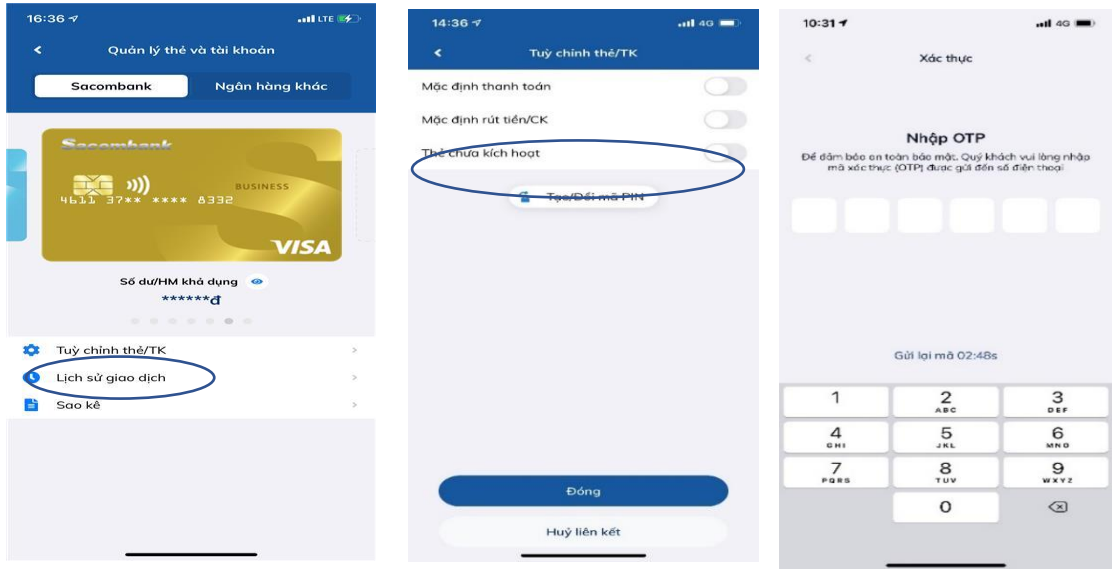 16:36
LTE
Quản lý thẻ và tài khoản
Sacombank
Ngân hàng khác
Sacombank
BUSINESS
4611 37** **** 8332
VISA
Số dư/HM khả dụng
******đ
Tuỳ chỉnh thẻ/TK
Lịch sử giao dịch
Sao kê
14:36
4G
Tuỳ chỉnh thẻ/TK
Mặc định thanh toán
Mặc định rút tiền/CK
Thẻ chưa kích hoạt
Tạo/Đổi mã PIN
Đóng
Huỷ liên kết
10:31
4G
Xác thực
Nhập OTP
Để đảm bảo an toàn bảo mật. Quý khách vui lòng nhập
mã xác thực (OTP) được gửi đến số điện thoại
Gửi lại mã 02:48s
1
2
ABC
3
DEF
4
GHI
5
JKL
6
MNO
7
PQRS
8
TUV
9
WXYZ
0